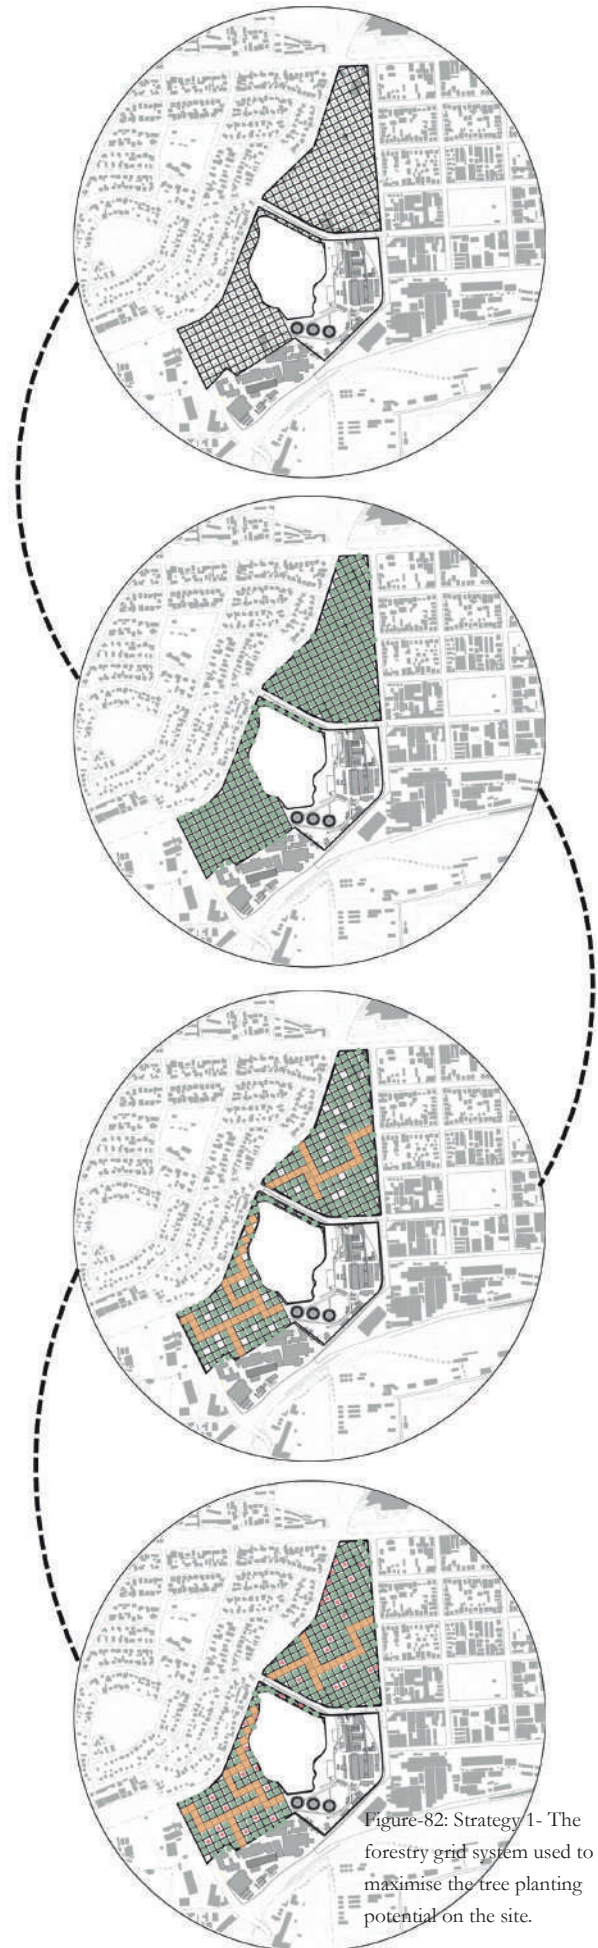 Figure-82: Strategy 1- The
forestry grid system used to
maximise the tree planting
potential on the site.